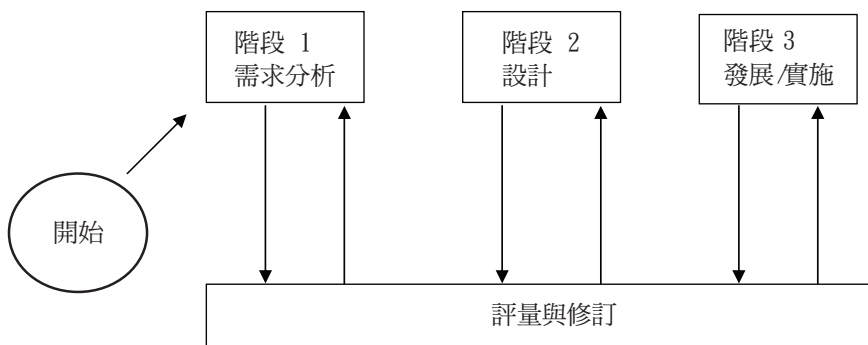 階段 1
需求分析
階段 2
設計
階段 3
發展/實施
開始
評量與修訂